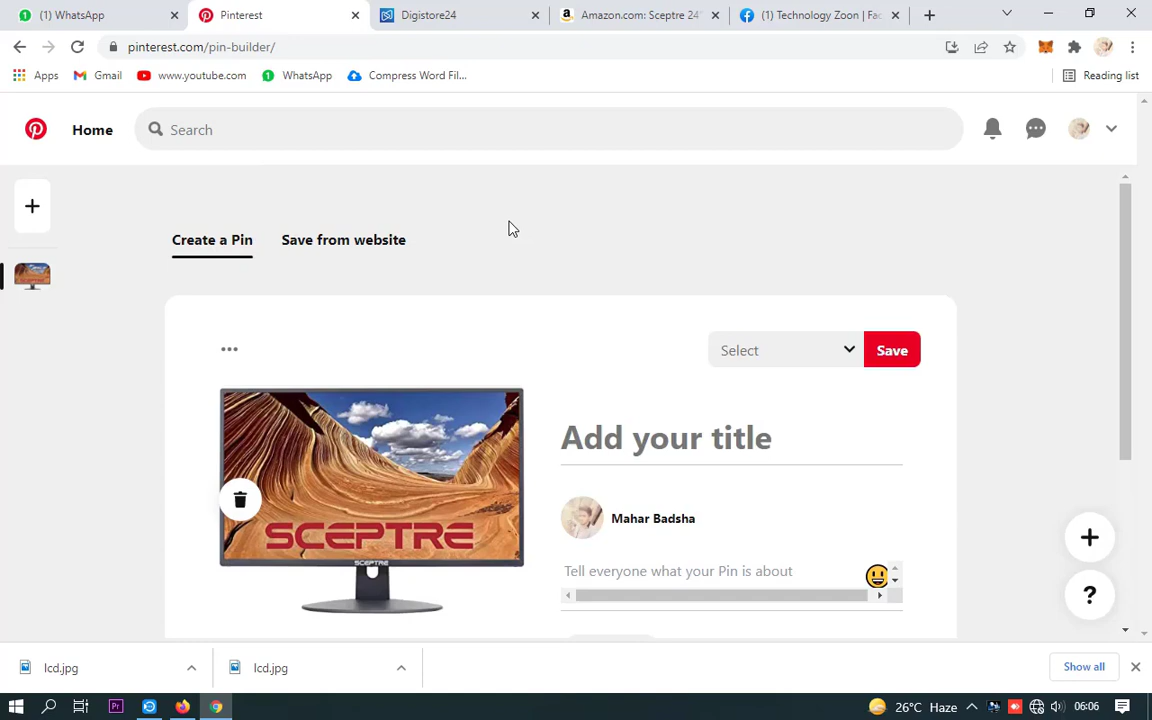 (1) WhatsApp
Pinterest
Digistore24
Amazon.com: Sceptre 24"
(1) Technology Zoon | Fac
pinterest.com/pin-builder/
Apps
Gmail
www.youtube.com
WhatsApp
Compress Word Fil...
Reading list
Home
Search
Create a Pin
Save from website
Select
Save
SCEPTRE
SCEPTRE
Add your title
Mahar Badsha
Tell everyone what your Pin is about
?
lcd.jpg
lcd.jpg
Show all
Pr
26°C Haze
06:06